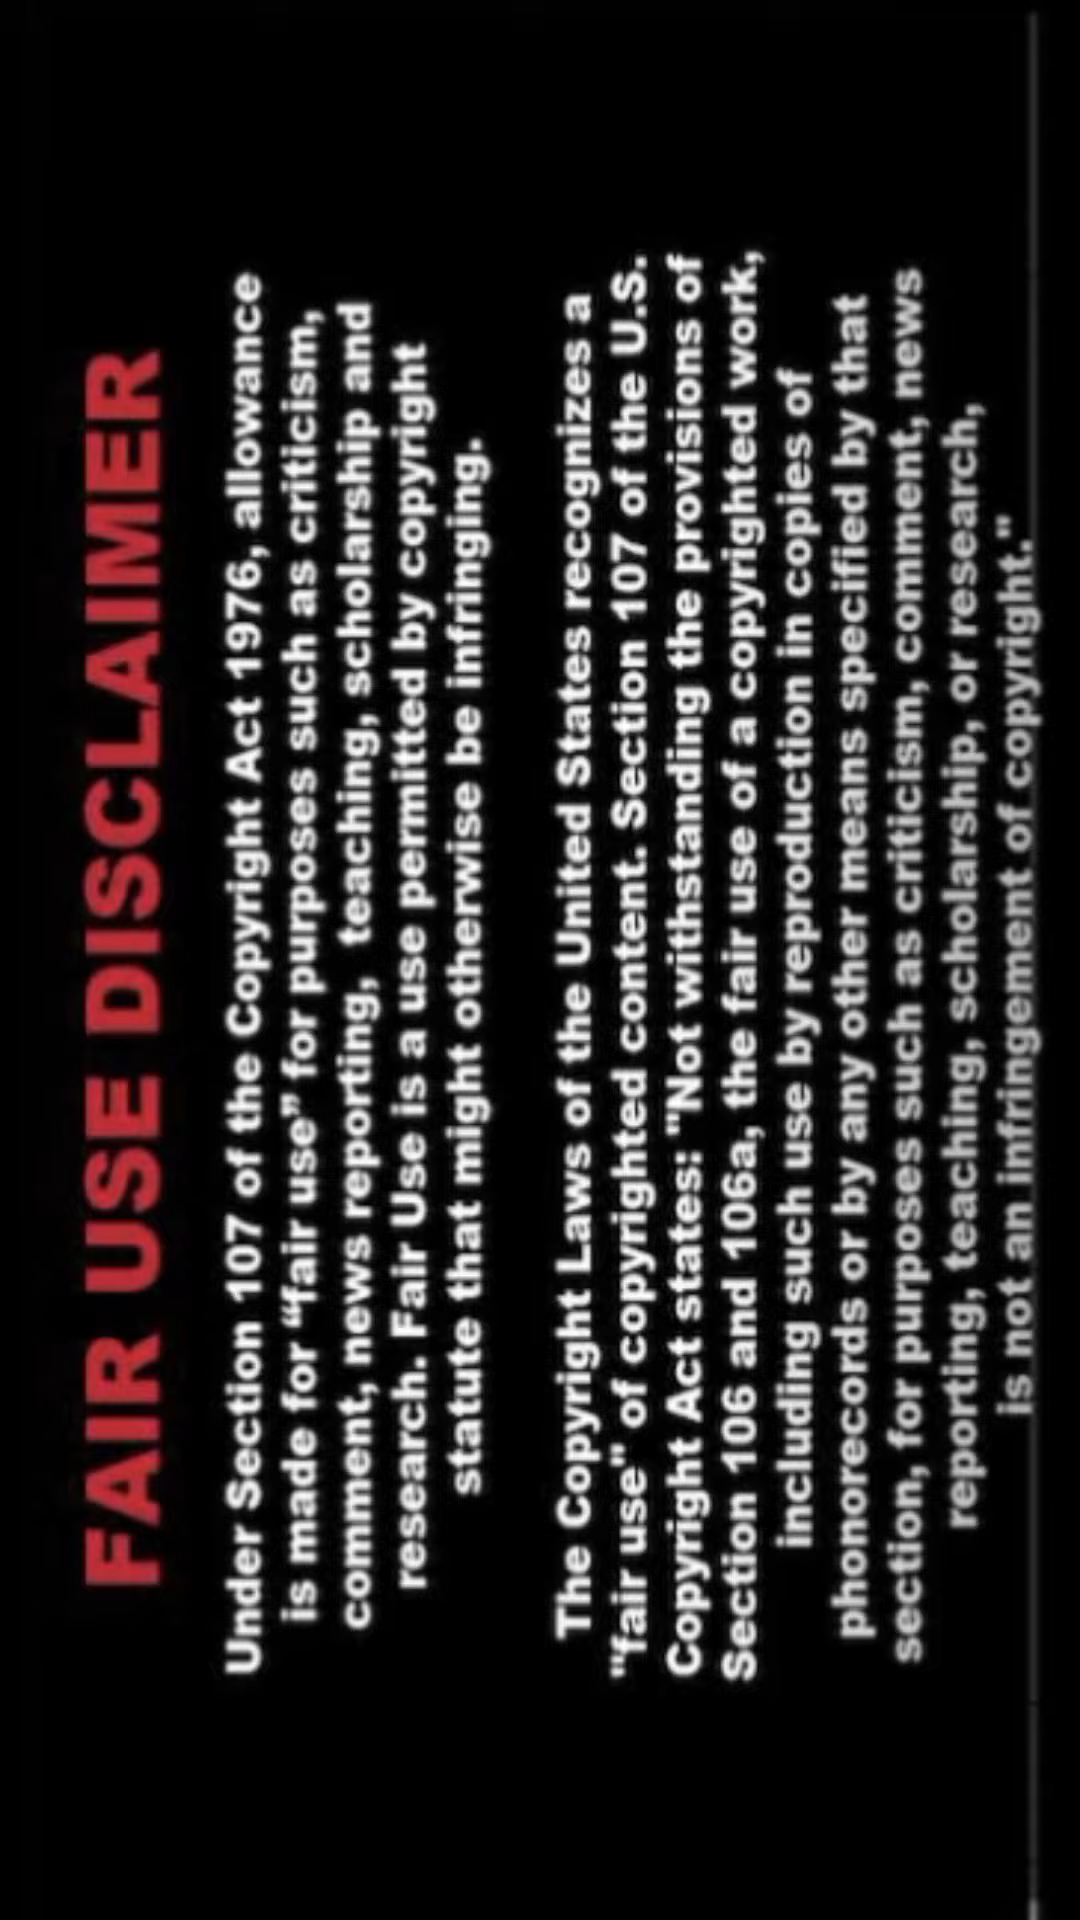 FAIR USE DISCLAIMER
Under Section 107 of the Copyright Act 1976, allowance
is made for “fair use” for purposes such as criticism,
comment, news reporting,  teaching, scholarship and
research. Fair Use is a use permitted by copyright
statute that might otherwise be infringing.
The Copyright Laws of the United States recognizes a
"fair use" of copyrighted content. Section 107 of the U.S.
Copyright Act states: "Not withstanding the provisions of
Section 106 and 106a, the fair use of a copyrighted work,
including such use by reproduction in copies of
phonorecords or by any other means specified by that
section, for purposes such as criticism, comment, news
reporting, teaching, scholarship, or research,
is not an infringement of copyright."